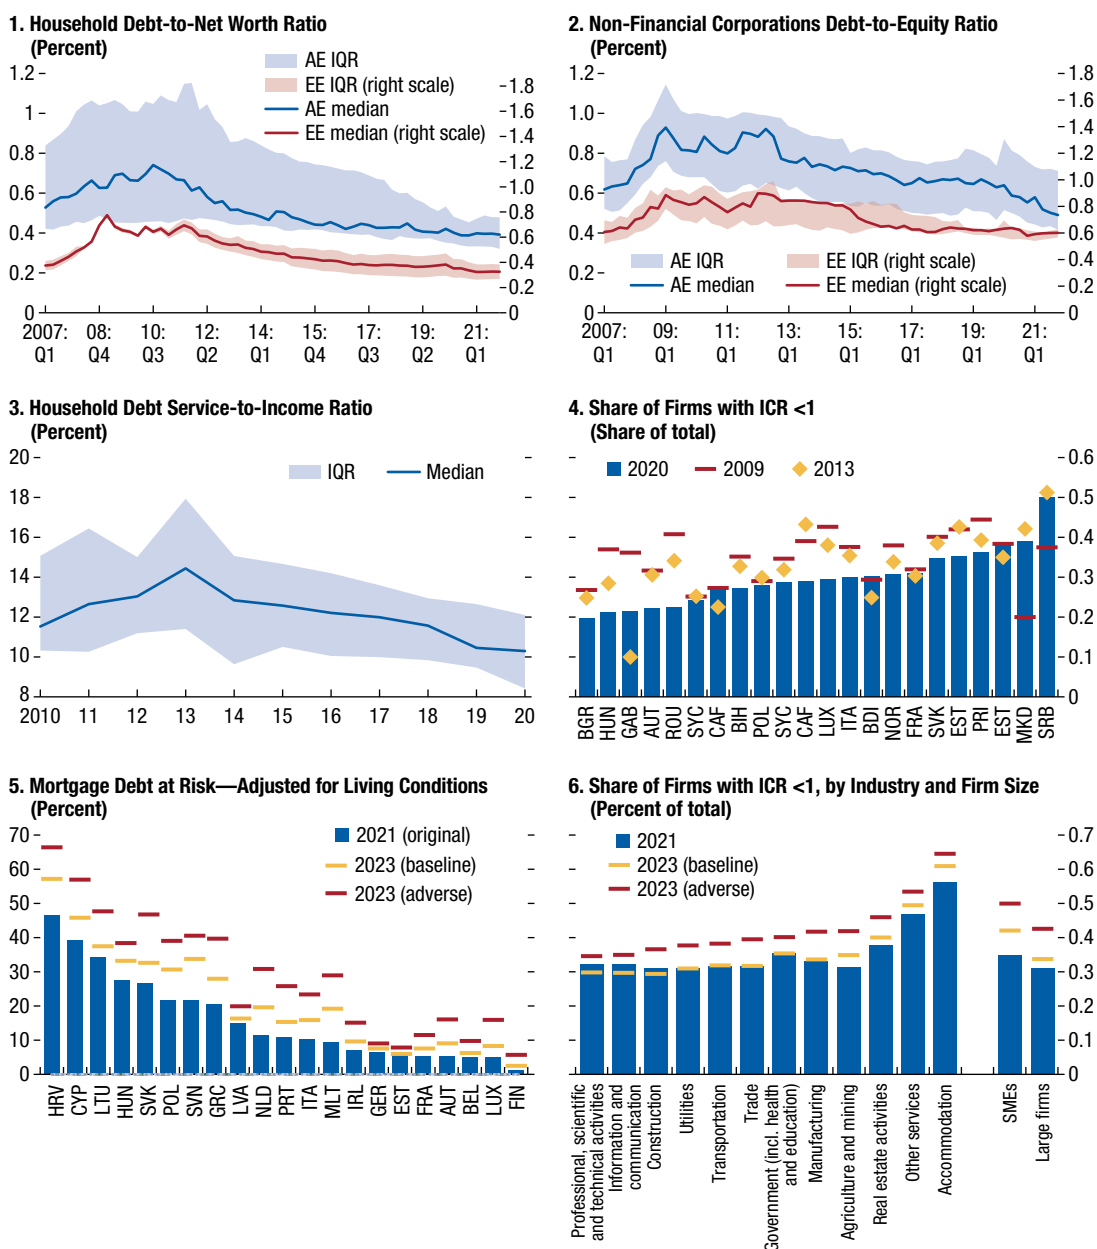 1. Household Debt-to-Net Worth Ratio
(Percent)
AE IQR
EE IQR (right scale)
AE median
EE median (right scale)
1.2
1
0.8
0.6
0.4
0.2
0
1.8
1.6
1.4
1.2
1.0
0.8
0.6
0.4
0.2
0
2007: 08: 10: 12: 14: 15: 17: 19: 21:
Q1 Q4 Q3 Q2 Q1 Q4 Q3 Q2 Q1
2. Non-Financial Corporations Debt-to-Equity Ratio
(Percent)
1.2
1
0.8
0.6
0.4
0.2
0
1.8
1.6
1.4
1.2
1.0
0.8
0.6
0.4
0.2
0
AE IQR EE IQR (right scale)
AE median EE median (right scale)
2007: 09: 11: 13: 15: 17: 19: 21:
Q1 Q1 Q1 Q1 Q1 Q1 Q1 Q1
3. Household Debt Service-to-Income Ratio
(Percent)
IQR Median
20
18
16
14
12
10
8
2010 11 12 13 14 15 16 17 18 19 20
4. Share of Firms with ICR <1
(Share of total)
2020 2009 2013
0.6
0.5
0.4
0.3
0.2
0.1
0
BGR
HUN
GAB
AUT
ROU
SYC
CAF
BIH
POL
SYC
CAF
LUX
ITA
BDI
NOR
FRA
SVK
EST
PRI
EST
MKD
SRB
5. Mortgage Debt at Risk—Adjusted for Living Conditions
(Percent)
2021 (original)
2023 (baseline)
2023 (adverse)
70
60
50
40
30
20
10
0
HRV
CYP
LTU
HUN
SVK
POL
SVN
GRC
LVA
NLD
PRT
ITA
MLT
IRL
GER
EST
FRA
AUT
BEL
LUX
FIN
6. Share of Firms with ICR <1, by Industry and Firm Size
(Percent of total)
2021
2023 (baseline)
2023 (adverse)
0.7
0.6
0.5
0.4
0.3
0.2
0.1
0
Professional, scientific
and technical activities
Information and
communication
Construction
Utilities
Transportation
Trade
Government (incl. health
and education)
Manufacturing
Agriculture and mining
Real estate activities
Other services
Accommodation
SMEs
Large firms